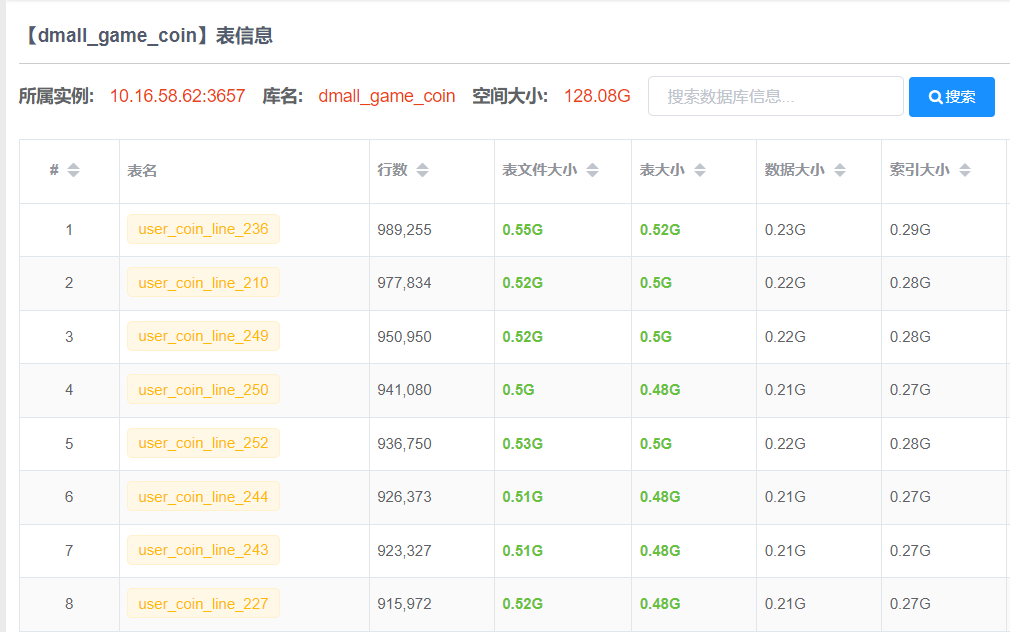 【dmall_game_coin】表信息
所属实例: 10.16.58.62:3657 库名: dmall_game_coin 空间大小: 128.08G 搜索数据库信息... 搜索
# 表名 行数 表文件大小 表大小 数据大小 索引大小
1 user_coin_line_236 989,255 0.55G 0.52G 0.23G 0.29G
2 user_coin_line_210 977,834 0.52G 0.5G 0.22G 0.28G
3 user_coin_line_249 950,950 0.52G 0.5G 0.22G 0.28G
4 user_coin_line_250 941,080 0.5G 0.48G 0.21G 0.27G
5 user_coin_line_252 936,750 0.53G 0.5G 0.22G 0.28G
6 user_coin_line_244 926,373 0.51G 0.48G 0.21G 0.27G
7 user_coin_line_243 923,327 0.51G 0.48G 0.21G 0.27G
8 user_coin_line_227 915,972 0.52G 0.48G 0.21G 0.27G